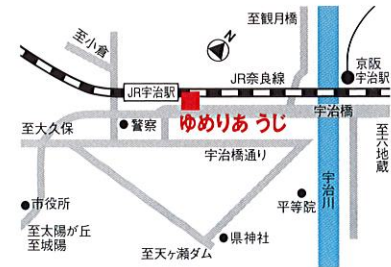 至観月橋
至小倉
N
京阪
宇治駅
JR奈良線
JR宇治駅
宇治橋
警察
ゆめりあ うじ
至大久保
宇治橋通り
至六地蔵
宇治川
市役所
平等院
至太陽が丘
至城陽
県神社
至天ヶ瀬ダム